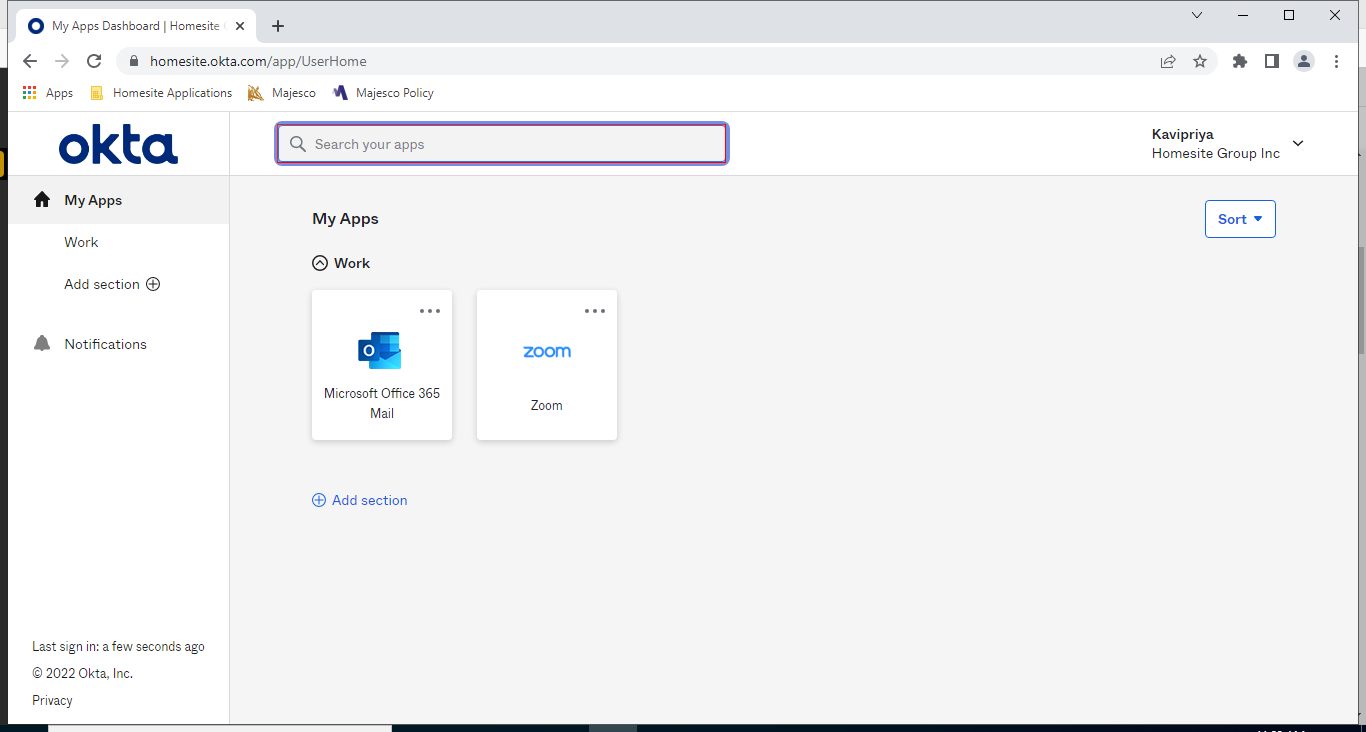 My Apps Dashboard | Homesite
homesite.okta.com/app/UserHome
Apps Homesite Applications Majesco Majesco Policy
okta
Search your apps
Kavipriya
Homesite Group Inc
My Apps
Work
Add section
Notifications
My Apps
Sort
Work
Microsoft Office 365
Mail
zoom
Zoom
Add section
Last sign in: a few seconds ago
© 2022 Okta, Inc.
Privacy